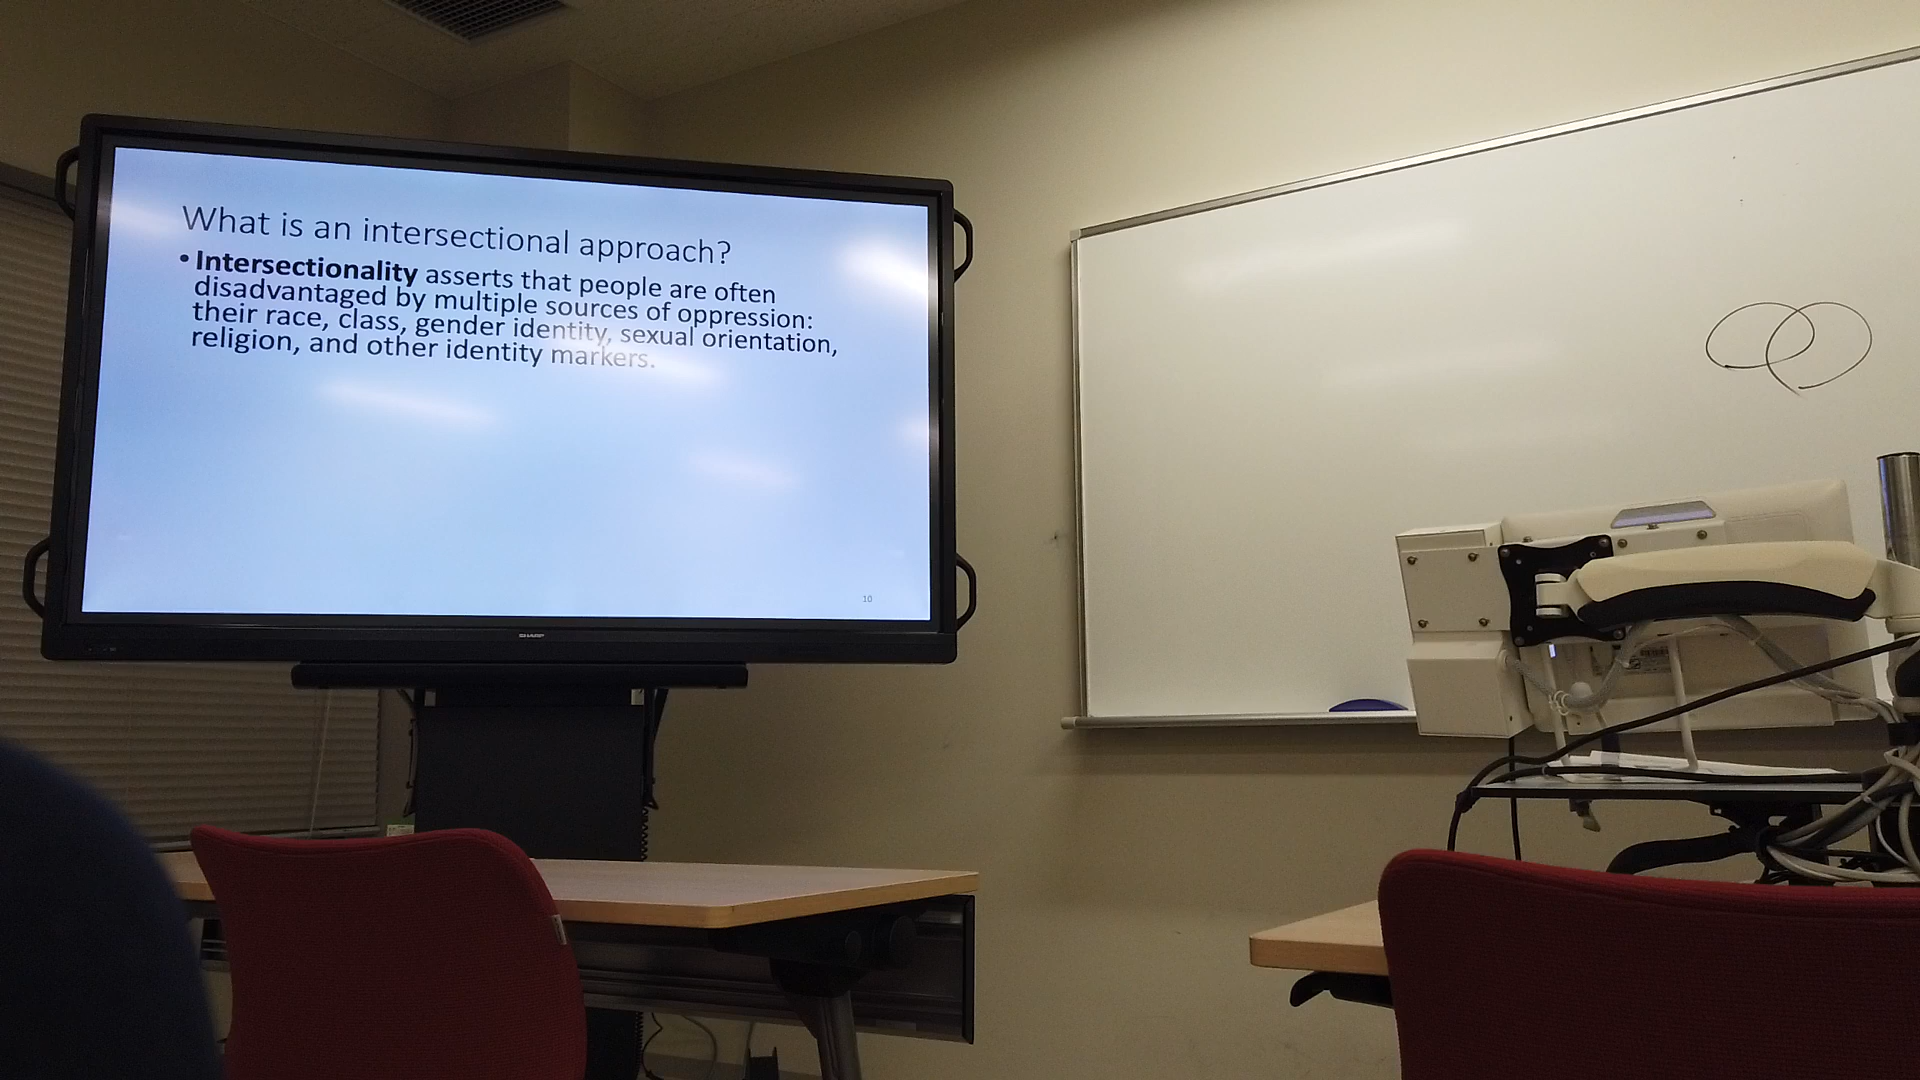 What is an intersectional approach?
• Intersectionality asserts that people are often
disadvantaged by multiple sources of oppression:
their race, class, gender identity, sexual orientation,
religion, and other identity markers.
10
SHARP